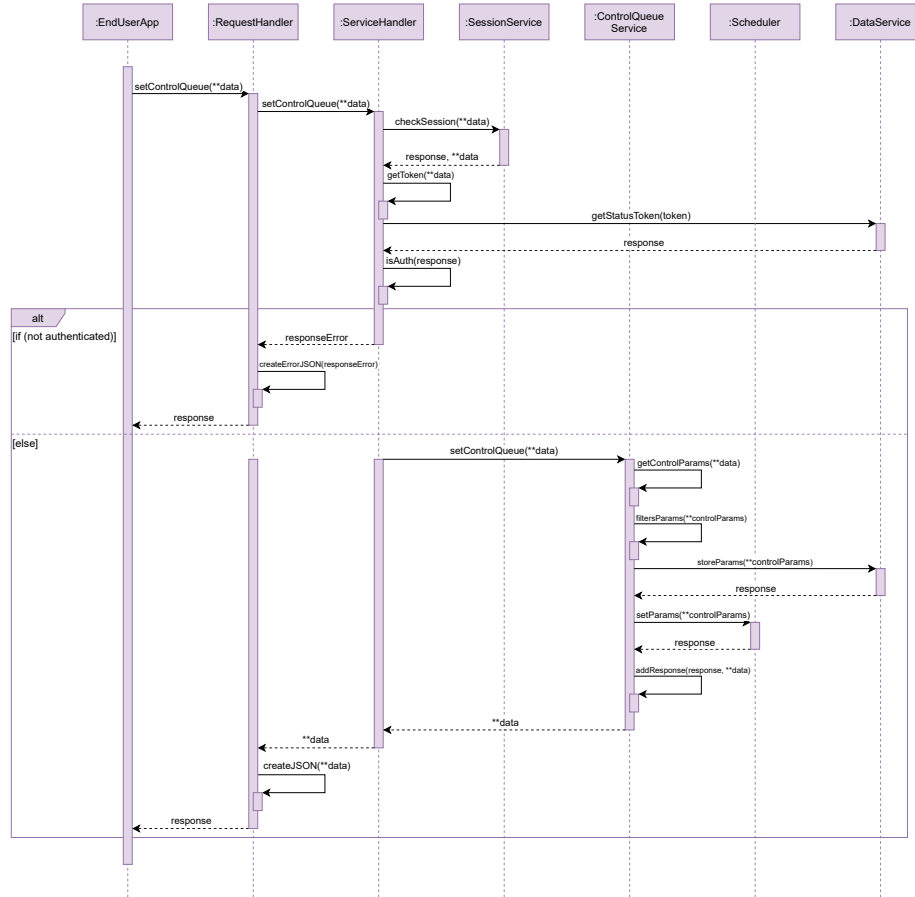 :EndUserApp
:RequestHandler
:ServiceHandler
:SessionService
:ControlQueue
Service
:Scheduler
:DataService
setControlQueue(**data)
setControlQueue(**data)
checkSession(**data)
response, **data
getToken(**data)
getStatusToken(token)
response
isAuth(response)
alt
[if (not authenticated)]
responseError
createErrorJSON(responseError)
response
[else]
setControlQueue(**data)
getControlParams(**data)
filtersParams(**controlParams)
storeParams(**controlParams)
response
setParams(**controlParams)
response
addResponse(response, **data)
**data
**data
createJSON(**data)
response